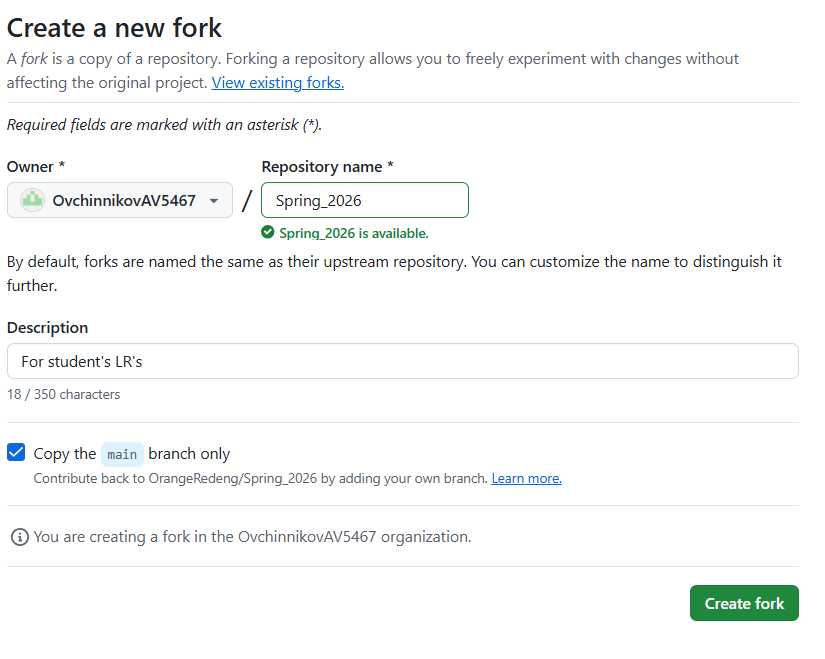 Create a new fork
A fork is a copy of a repository. Forking a repository allows you to freely experiment with changes without
affecting the original project. View existing forks.
Required fields are marked with an asterisk (*).
Owner *
Repository name *
OvchinnikovAV5467
/
Spring_2026
Spring_2026 is available.
By default, forks are named the same as their upstream repository. You can customize the name to distinguish it
further.
Description
For student's LR's
18 / 350 characters
Copy the main branch only
Contribute back to OrangeRedeng/Spring_2026 by adding your own branch. Learn more.
You are creating a fork in the OvchinnikovAV5467 organization.
Create fork